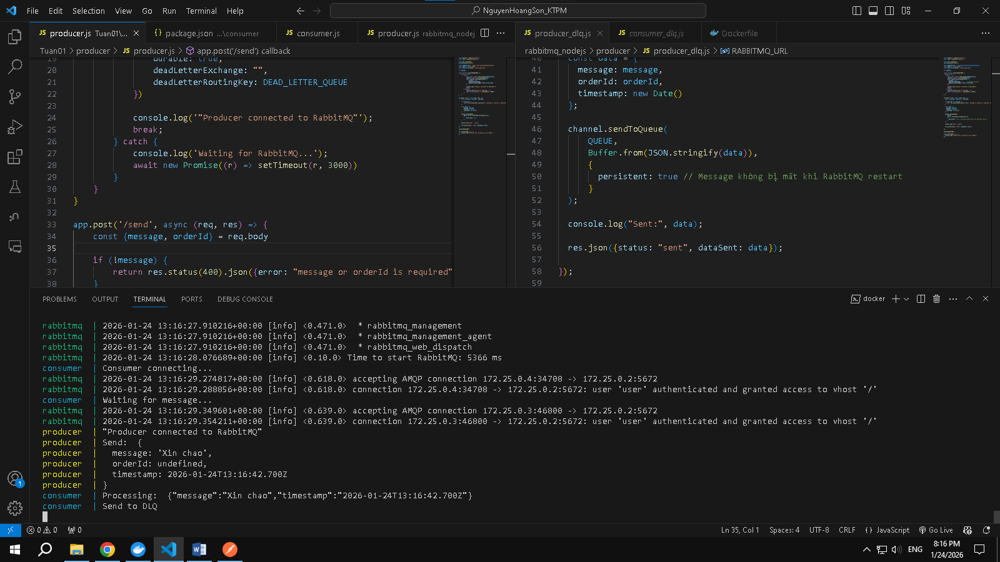 File Edit Selection View Go Run Terminal Help
NguyenHoangSon_KTPM
JS producer.js Tuan01\...
{} package.json ...\consumer
JS consumer.js
JS producer.js rabbitmq_nodej
Tuan01 > producer > JS producer.js > app.post('/send') callback
19 durable: true,
20 deadLetterExchange: "",
21 deadLetterRoutingKey: DEAD_LETTER_QUEUE
22 })
23
24 console.log('"Producer connected to RabbitMQ"');
25 break;
26 } catch {
27 console.log('Waiting for RabbitMQ...');
28 await new Promise((r) => setTimeout(r, 3000))
29 }
30 }
31 }
32
33 app.post('/send', async (req, res) => {
34 const {message, orderId} = req.body
35
36 if (!message) {
37 return res.status(400).json({error: "message or orderId is required"
38 }
JS producer_dlq.js
JS consumer_dlq.js
Dockerfile
rabbitmq_nodejs > producer > JS producer_dlq.js > RABBITMQ_URL
40 const data = {
41 message: message,
42 orderId: orderId,
43 timestamp: new Date()
44 };
45
46 channel.sendToQueue(
47 QUEUE,
48 Buffer.from(JSON.stringify(data)),
49 {
50 persistent: true // Message không bị mất khi RabbitMQ restart
51 }
52 );
53
54 console.log("Sent:", data);
55
56 res.json({status: "sent", dataSent: data});
57
58 });
59
PROBLEMS OUTPUT TERMINAL PORTS DEBUG CONSOLE
docker
rabbitmq | 2026-01-24 13:16:27.910216+00:00 [info] <0.471.0> * rabbitmq_management
rabbitmq | 2026-01-24 13:16:27.910216+00:00 [info] <0.471.0> * rabbitmq_management_agent
rabbitmq | 2026-01-24 13:16:27.910216+00:00 [info] <0.471.0> * rabbitmq_web_dispatch
rabbitmq | 2026-01-24 13:16:28.076689+00:00 [info] <0.10.0> Time to start RabbitMQ: 5366 ms
consumer | Consumer connecting...
rabbitmq | 2026-01-24 13:16:29.274817+00:00 [info] <0.618.0> accepting AMQP connection 172.25.0.4:34708 -> 172.25.0.2:5672
rabbitmq | 2026-01-24 13:16:29.288856+00:00 [info] <0.618.0> connection 172.25.0.4:34708 -> 172.25.0.2:5672: user 'user' authenticated and granted access to vhost '/'
consumer | Waiting for message...
rabbitmq | 2026-01-24 13:16:29.349601+00:00 [info] <0.639.0> accepting AMQP connection 172.25.0.3:46800 -> 172.25.0.2:5672
rabbitmq | 2026-01-24 13:16:29.354211+00:00 [info] <0.639.0> connection 172.25.0.3:46800 -> 172.25.0.2:5672: user 'user' authenticated and granted access to vhost '/'
producer | "Producer connected to RabbitMQ"
producer | Send: {
producer | message: 'Xin chao',
producer | orderId: undefined,
producer | timestamp: 2026-01-24T13:16:42.700Z
producer | }
consumer | Processing: {"message":"Xin chao","timestamp":"2026-01-24T13:16:42.700Z"}
consumer | Send to DLQ
1
0 0 0
Ln 35, Col 1 Spaces: 4 UTF-8 CRLF {} JavaScript Go Live
ENG
8:16 PM
1/24/2026